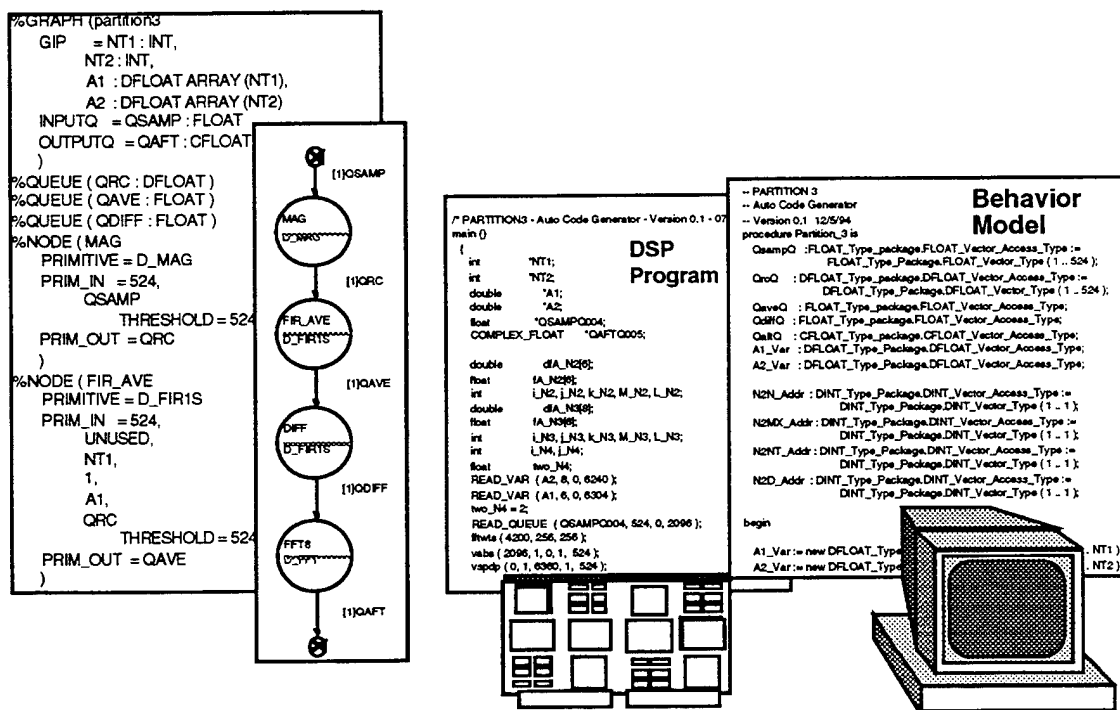 %GRAPH (partition3
GIP = NT1 : INT,
NT2 : INT,
A1 : DFLOAT ARRAY (NT1),
A2 : DFLOAT ARRAY (NT2)
INPUTQ = QSAMP : FLOAT
OUTPUTQ = QAFT : CFLOAT
)
%QUEUE ( QRC : DFLOAT )
%QUEUE ( QAVE : FLOAT )
%QUEUE ( QDIFF : FLOAT )
%NODE ( MAG
PRIMITIVE = D_MAG
PRIM_IN = 524,
QSAMP
THRESHOLD = 524
PRIM_OUT = QRC
)
%NODE ( FIR_AVE
PRIMITIVE = D_FIR1S
PRIM_IN = 524,
UNUSED,
NT1,
1,
A1,
QRC
THRESHOLD = 524
PRIM_OUT = QAVE
)
[1]QSAMP
MAG
D_MAG
[1]QRC
FIR_AVE
D_FIR1S
[1]QAVE
DIFF
D_FIR1S
[1]QDIFF
FFT8
D_FFT
[1]QAFT
/* PARTITION3 - Auto Code Generator - Version 0.1 - 07
main ()
{
DSP
Program
int *NT1;
int *NT2;
double *A1;
double *A2;
float *QSAMPQ004;
COMPLEX_FLOAT *QAFTQ005;
double dfA_N2[6];
float fA_N2[6];
int i_N2, j_N2, k_N2, M_N2, L_N2;
double dfA_N3[8];
float fA_N3[8];
int i_N3, j_N3, k_N3, M_N3, L_N3;
int i_N4, j_N4;
float two_N4;
READ_VAR ( A2, 8, 0, 6240 );
READ_VAR ( A1, 6, 0, 6304 );
two_N4 = 2;
READ_QUEUE ( QSAMPQ004, 524, 0, 2096 );
fftwts ( 4200, 256, 256 );
vabs ( 2096, 1, 0, 1, 524 );
vspdp ( 0, 1, 6360, 1, 524 );
-- PARTITION 3
-- Auto Code Generator
-- Version 0.1 12/5/94
procedure Partition_3 is
Behavior
Model
QsampQ :FLOAT_Type_package.FLOAT_Vector_Access_Type :=
FLOAT_Type_Package.FLOAT_Vector_Type ( 1 .. 524 );
QrcQ : DFLOAT_Type_package.DFLOAT_Vector_Access_Type :=
DFLOAT_Type_Package.DFLOAT_Vector_Type ( 1 .. 524 );
QaveQ : FLOAT_Type_package.FLOAT_Vector_Access_Type;
QdiffQ : FLOAT_Type_package.FLOAT_Vector_Access_Type;
QaftQ : CFLOAT_Type_package.CFLOAT_Vector_Access_Type;
A1_Var : DFLOAT_Type_Package.DFLOAT_Vector_Access_Type;
A2_Var : DFLOAT_Type_Package.DFLOAT_Vector_Access_Type;
N2N_Addr : DINT_Type_Package.DINT_Vector_Access_Type :=
DINT_Type_Package.DINT_Vector_Type ( 1 .. 1 );
N2MX_Addr: DINT_Type_Package.DINT_Vector_Access_Type :=
DINT_Type_Package.DINT_Vector_Type ( 1 .. 1 );
N2NT_Addr : DINT_Type_Package.DINT_Vector_Access_Type :=
DINT_Type_Package.DINT_Vector_Type ( 1 .. 1 );
N2D_Addr : DINT_Type_Package.DINT_Vector_Access_Type :=
DINT_Type_Package.DINT_Vector_Type ( 1 .. 1 );
begin
A1_Var := new DFLOAT_Type . NT1 )
A2_Var := new DFLOAT_Type . NT2 )